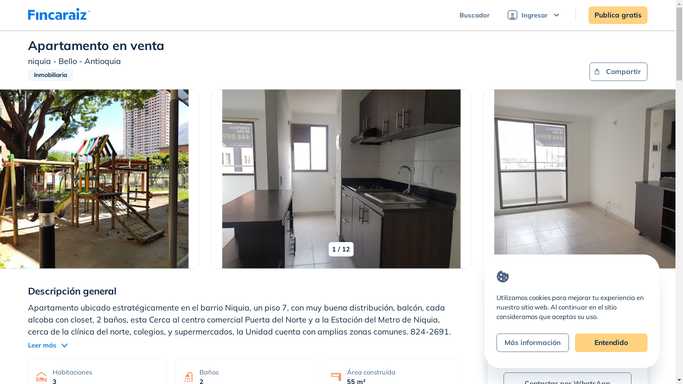 Fincaraiz
Buscador
Ingresar
Publica gratis
Apartamento en venta
niquia - Bello - Antioquia
Inmobiliaria
Compartir
1 / 12
Descripción general
Apartamento ubicado estratégicamente en el barrio Niquia, un piso 7, con muy buena distribución, balcón, cada
alcoba con closet, 2 baños, esta Cerca al centro comercial Puerta del Norte y a la Estación del Metro de Niquia,
cerca de la clínica del norte, colegios, y supermercados, la Unidad cuenta con amplias zonas comunes. 824-2691.
Leer más
Habitaciones
3
Baños
2
Área construida
55 m²
Utilizamos cookies para mejorar tu experiencia en
nuestro sitio web. Al continuar en el sitio
consideramos que aceptas su uso.
Más información
Entendido
Contactar por WhatsApp